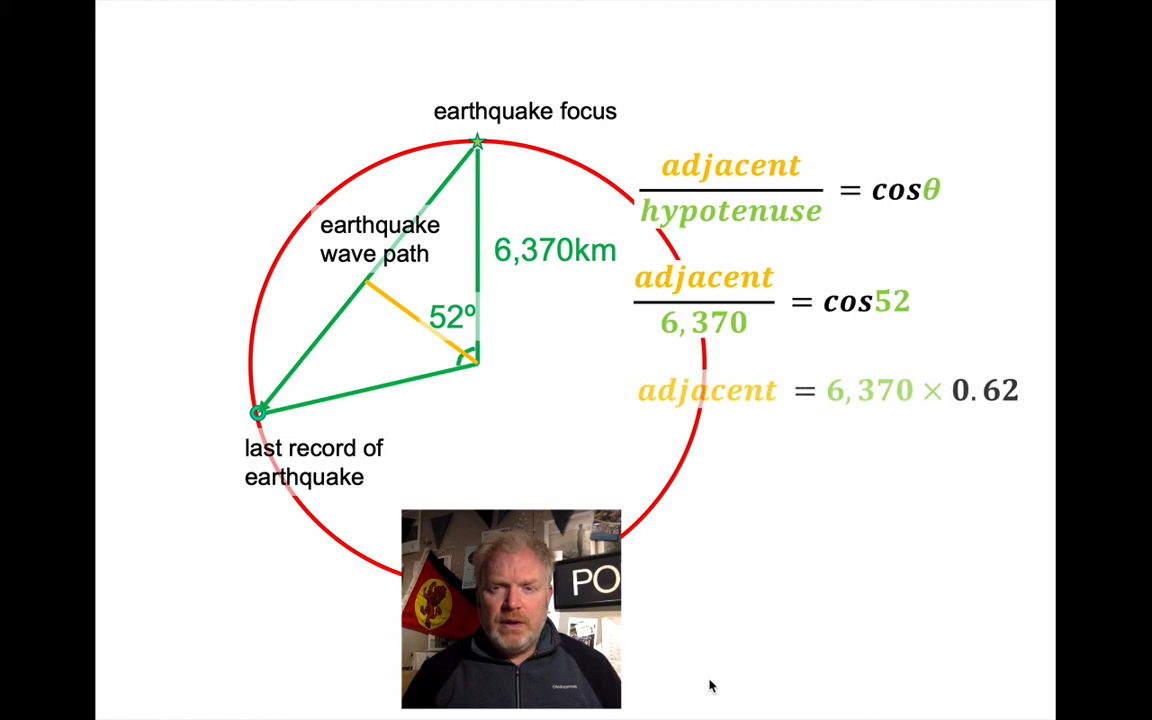 earthquake focus
adjacent
hypotenuse
= cosθ
earthquake
wave path
6,370km
adjacent
6,370
= cos52
52º
adjacent = 6,370 × 0.62
last record of
earthquake
PO